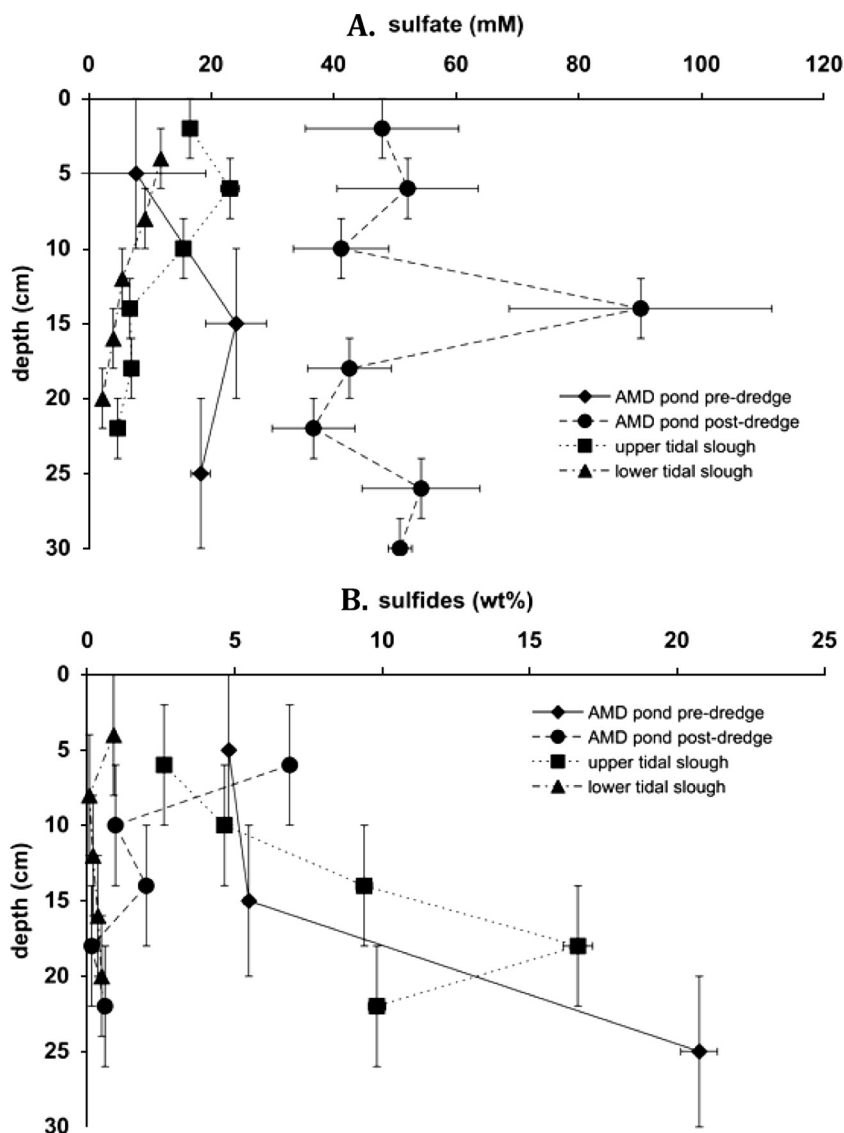 A. sulfate (mM)
0 20 40 60 80 100 120
0
5
10
15
20
25
30
depth (cm)
AMD pond pre-dredge
AMD pond post-dredge
upper tidal slough
lower tidal slough
B. sulfides (wt%)
0 5 10 15 20 25
0
5
10
15
20
25
30
depth (cm)
AMD pond pre-dredge
AMD pond post-dredge
upper tidal slough
lower tidal slough